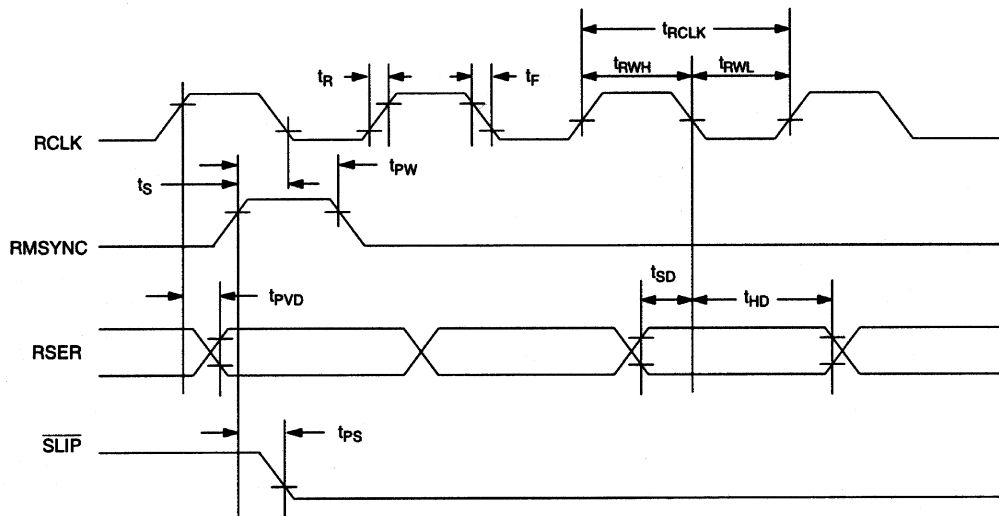 tRCLK
tR
tF
tRWH
tRWL
RCLK
tPW
tS
RMSYNC
tSD
tPVD
tHD
RSER
SLIP
tPS